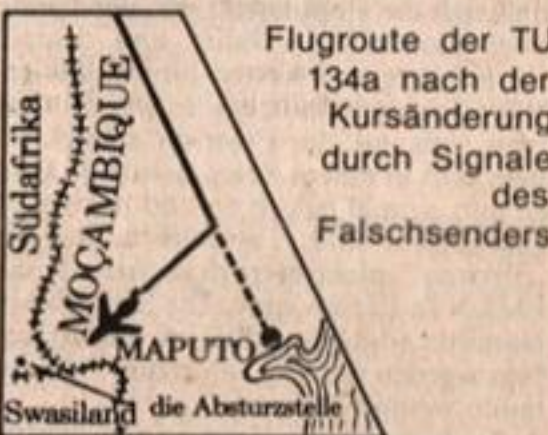 Flugroute der TU
134a nach der
Kursänderung
durch Signale
des
Falschsenders
Südafrika
MOÇAMBIQUE
MAPUTO
Swasiland die Absturzstelle